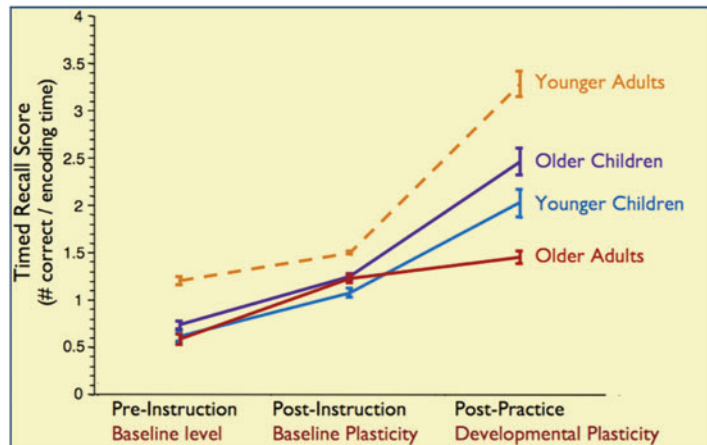 Timed Recall Score
(# correct / encoding time)
4
3.5
3
2.5
2
1.5
1
0.5
0
Younger Adults
Older Children
Younger Children
Older Adults
Pre-Instruction
Baseline level
Post-Instruction
Baseline Plasticity
Post-Practice
Developmental Plasticity